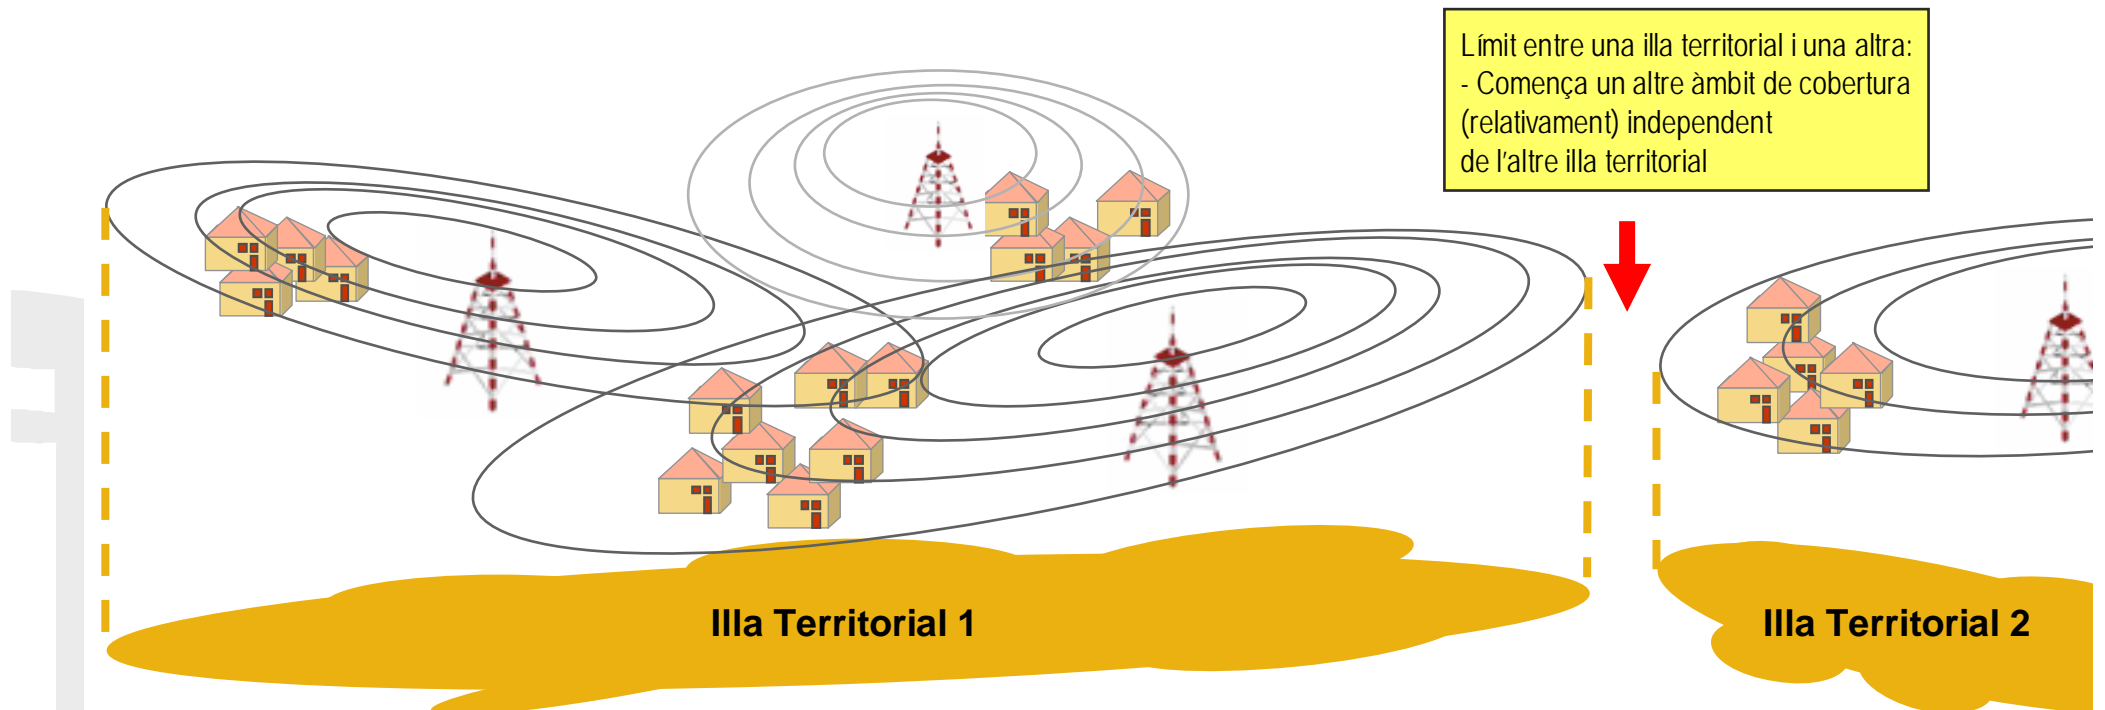 Límit entre una illa territorial i una altra:
- Comença un altre àmbit de cobertura
(relativament) independent
de l'altre illa territorial
Illa Territorial 1
Illa Territorial 2